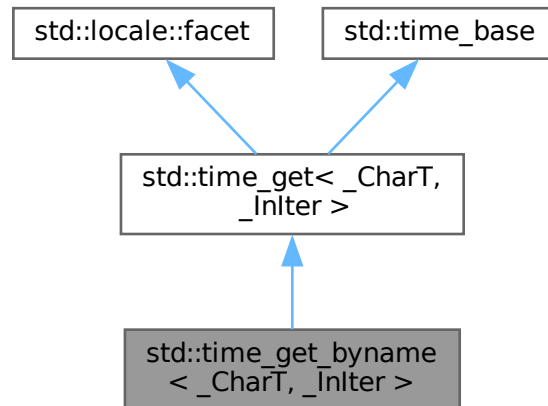 std::locale::facet
std::time_base
std::time_get< _CharT,
_InIter >
std::time_get_byname
< _CharT, _InIter >